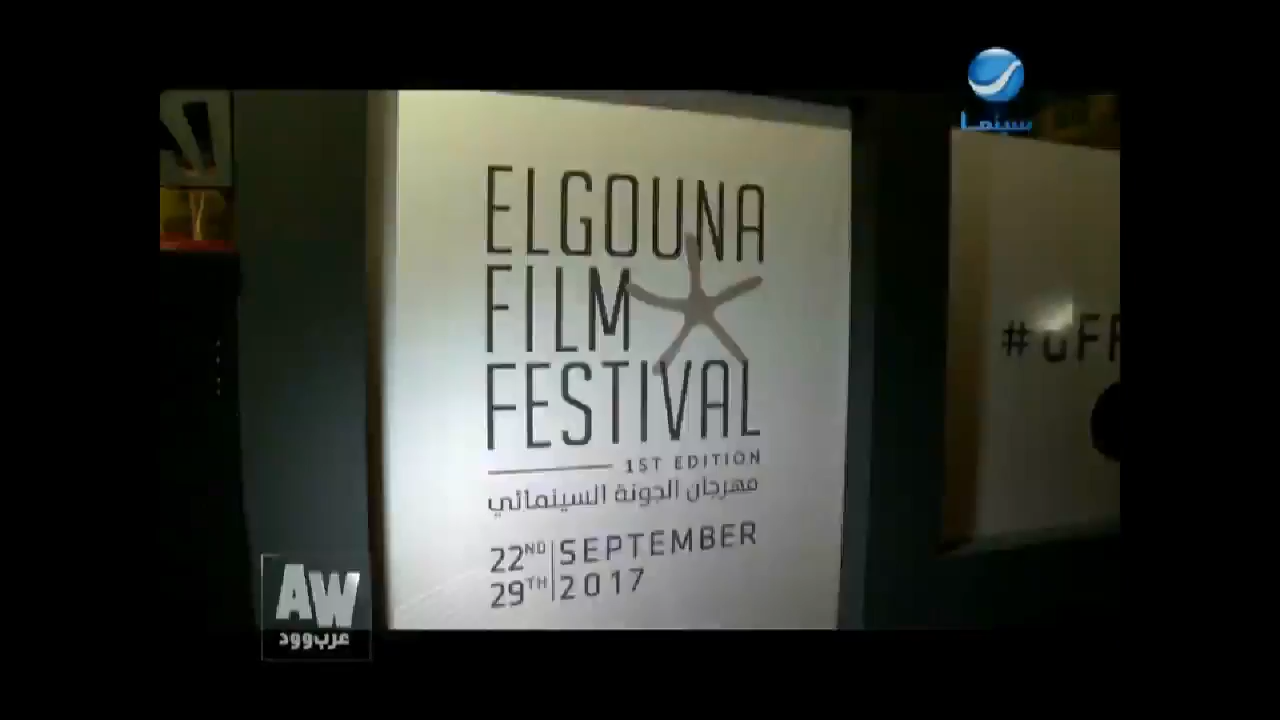 سينما
ELGOUNA
FILM
FESTIVAL
1ST EDITION
مهرجان الجونة السينمائي
22ND SEPTEMBER
29TH 2017
AW
عرب وود